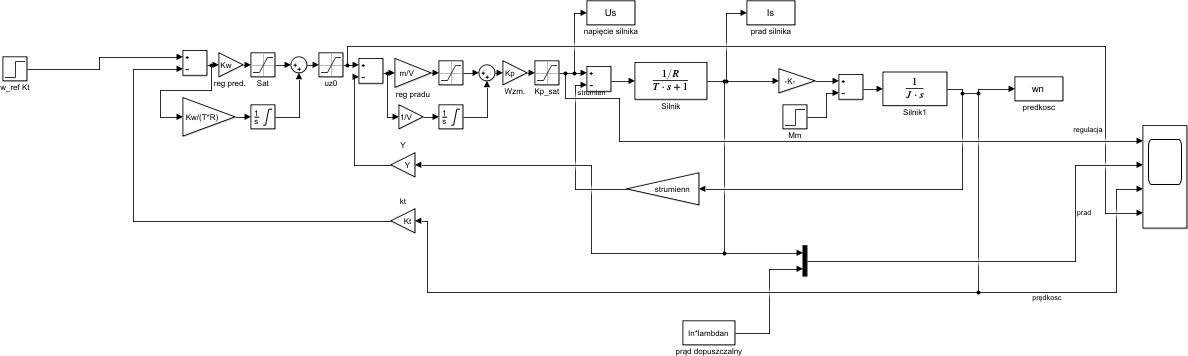 Us
napięcie silnika
Is
prad silnika
w_ref Kt
Kw
reg pred.
Sat
uz0
m/V
reg pradu
Kp
Wzm.
Kp_sat
strumien
1/R
T · s + 1
Silnik
-K-
Mm
1
J · s
Silnik1
wn
predkosc
Kw/(T*R)
1
s
1/V
1
s
regulacja
Y
Y
strumienn
kt
Kt
prad
prędkosc
In*lambdan
prąd dopuszczalny